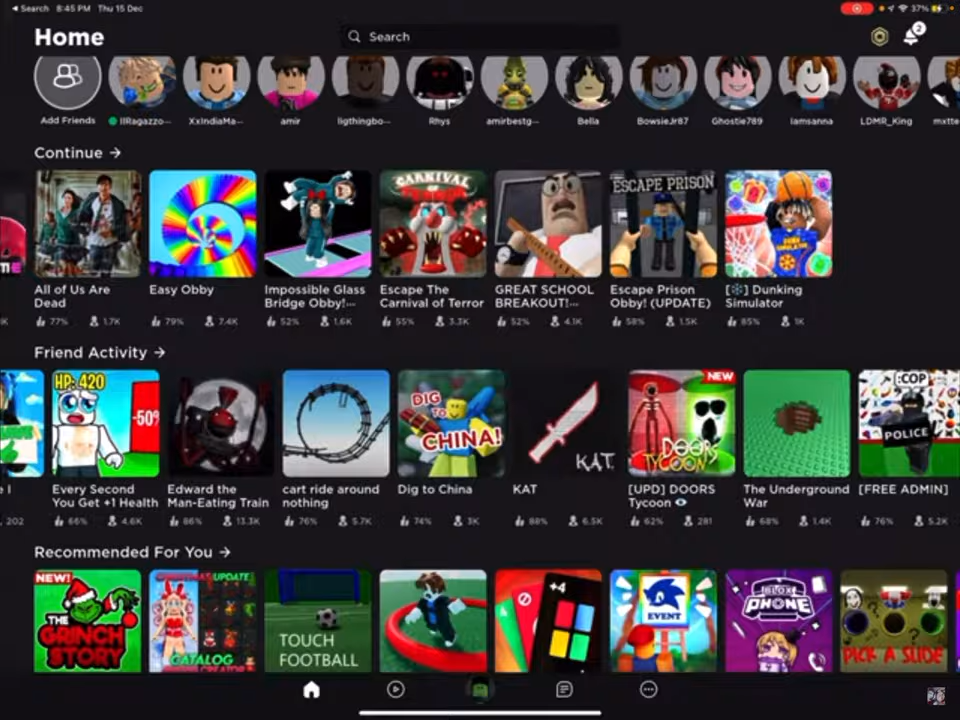 Search 8:45 PM Thu 15 Dec 37%
Home
Search
2
Add Friends
IIRagazzo···
XxIndiaMa···
amir
ligthingbo···
Rhys
amirbestg···
Bella
BowsieJr87
Ghostie789
Iamsanna
LDMR_King
mxtte
Continue
CARNIVAL
OF
TERROR
ESCAPE PRISON
All of Us Are
Dead
Easy Obby
Impossible Glass
Bridge Obby!···
Escape The
Carnival of Terror
GREAT SCHOOL
BREAKOUT!···
Escape Prison
Obby! (UPDATE)
[❄] Dunking
Simulator
77% 1.7K
79% 7.4K
52% 1.6K
55% 3.3K
52% 4.1K
58% 1.5K
85% 1K
Friend Activity
HP: 420
-50%
DIG
TO
CHINA!
KAT
NEW
DOORS
TYCOON
:COP
POLICE
Every Second
You Get +1 Health
Edward the
Man-Eating Train
cart ride around
nothing
Dig to China
KAT
[UPD] DOORS
Tycoon 👁
The Underground
War
[FREE ADMIN]
202
66% 4.6K
86% 13.3K
76% 5.7K
74% 3K
88% 6.5K
62% 281
68% 1.4K
76% 5.2K
Recommended For You
NEW!
THE
GRINCH
STORY
CHRISTMAS UPDATE
CATALOG
TOUCH
FOOTBALL
+4
EVENT
BLOX
PHONE
PICK A SLIDE